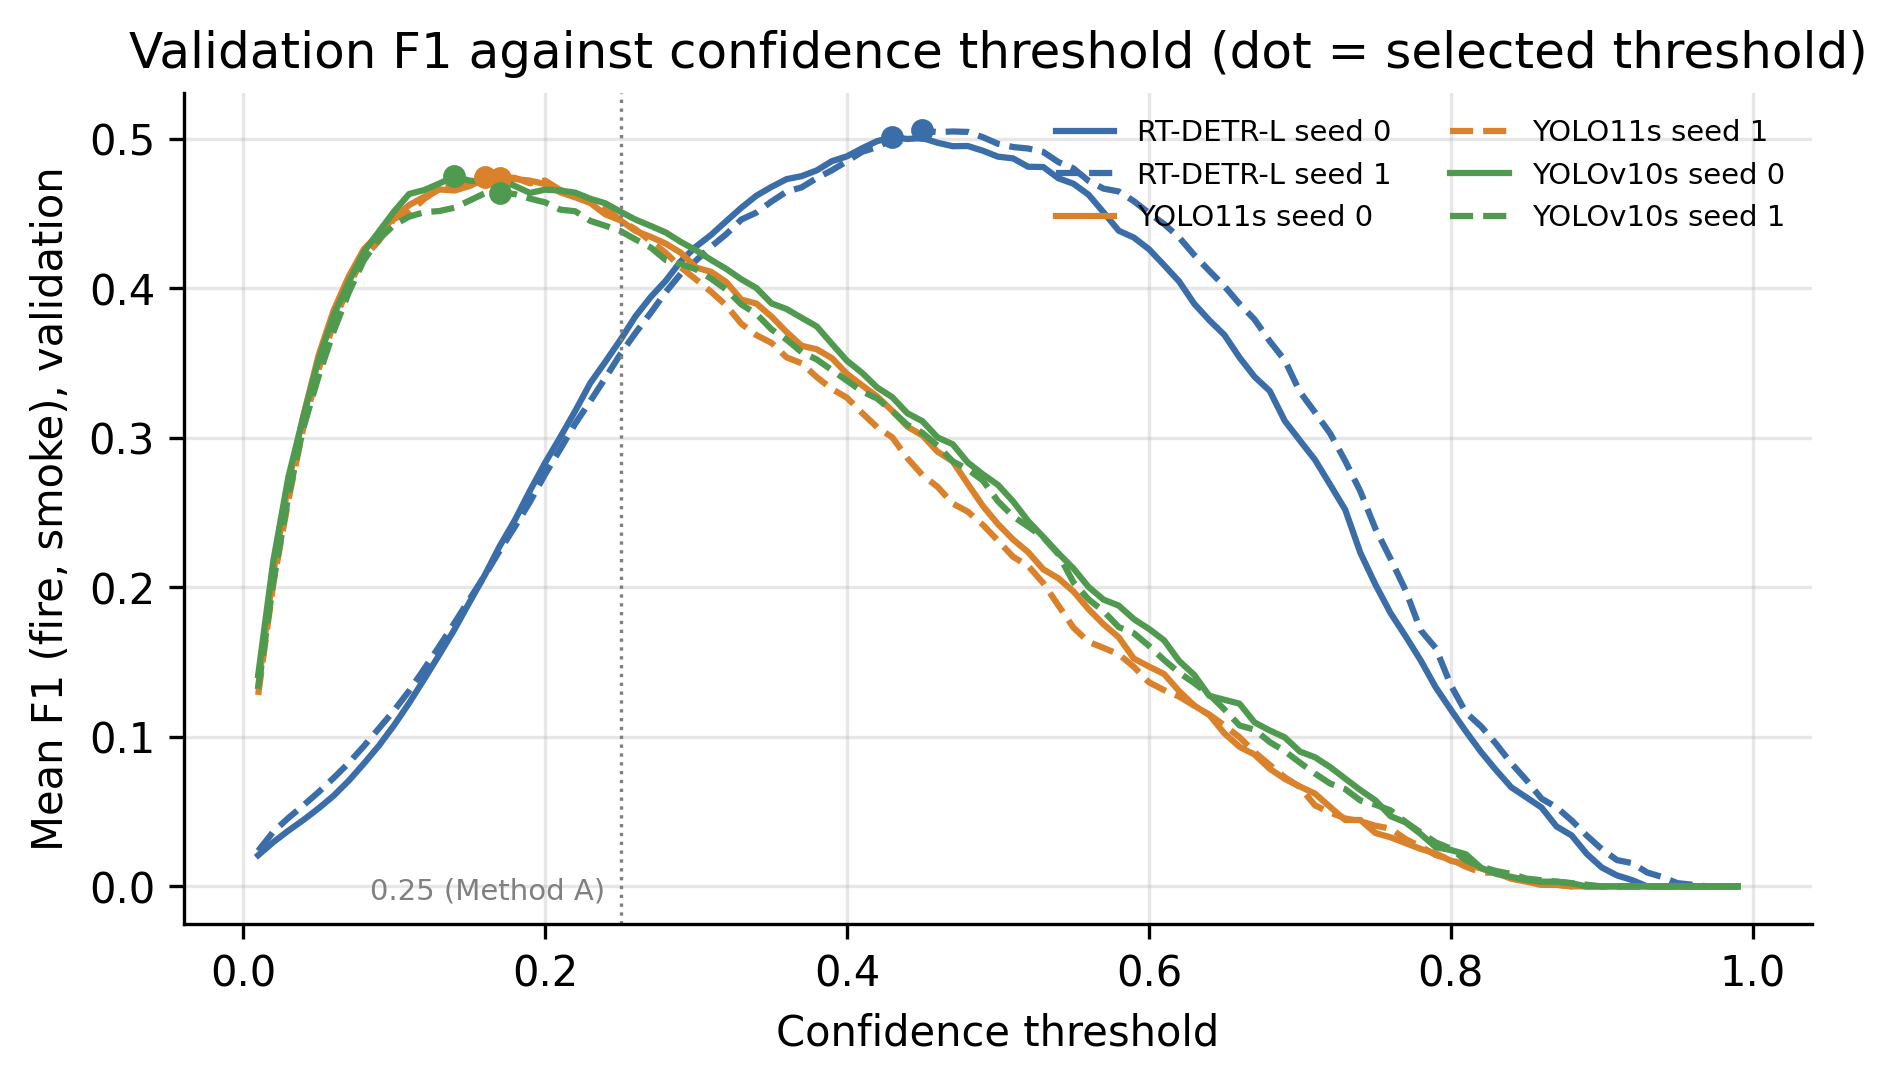 Validation F1 against confidence threshold (dot = selected threshold)
Mean F1 (fire, smoke), validation
0.5
0.4
0.3
0.2
0.1
0.0
RT-DETR-L seed 0
RT-DETR-L seed 1
YOLO11s seed 0
YOLO11s seed 1
YOLOv10s seed 0
YOLOv10s seed 1
0.25 (Method A)
0.0 0.2 0.4 0.6 0.8 1.0
Confidence threshold